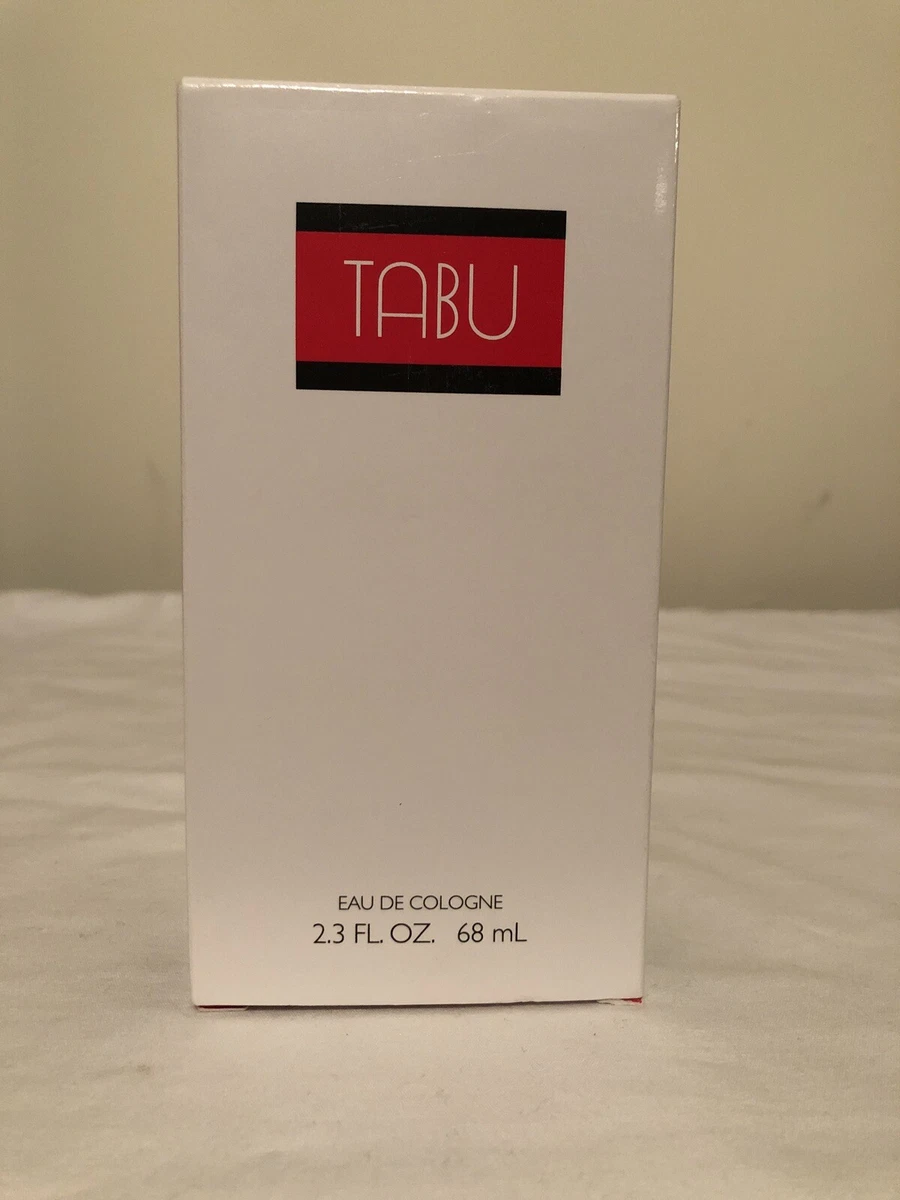 TABU
EAU DE COLOGNE
2.3 FL. OZ. 68 mL